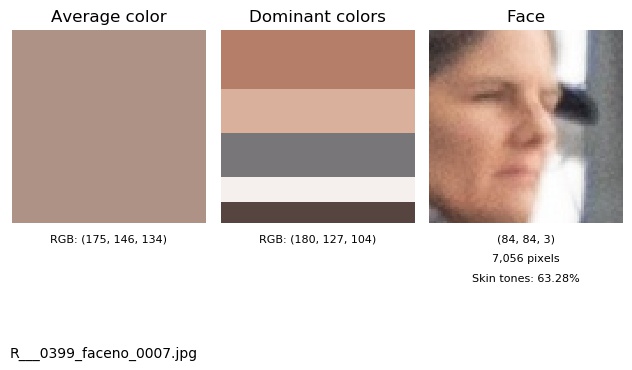 Average color
Dominant colors
Face
RGB: (175, 146, 134)
RGB: (180, 127, 104)
(84, 84, 3)
7,056 pixels
Skin tones: 63.28%
R___0399_faceno_0007.jpg